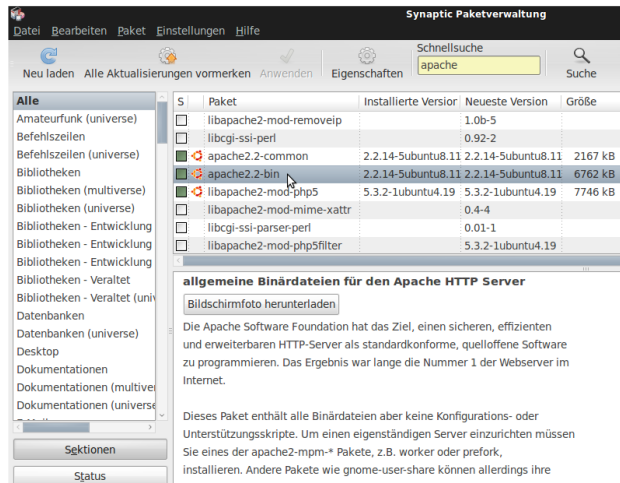 Synaptic Paketverwaltung
Datei Bearbeiten Paket Einstellungen Hilfe
Schnellsuche
apache
Neu laden Alle Aktualisierungen vormerken Anwenden Eigenschaften Suche
Alle
Amateurfunk (universe)
Befehlszeilen
Befehlszeilen (universe)
Bibliotheken
Bibliotheken (multiverse)
Bibliotheken (universe)
Bibliotheken - Entwicklung
Bibliotheken - Entwicklung
Bibliotheken - Entwicklung
Bibliotheken - Veraltet
Bibliotheken - Veraltet (univ
Datenbanken
Datenbanken (universe)
Desktop
Dokumentationen
Dokumentationen (multiver
Dokumentationen (universe
Sektionen
Status
S Paket Installierte Version Neueste Version Größe
libapache2-mod-removeip 1.0b-5
libcgi-ssi-perl 0.92-2
apache2.2-common 2.2.14-5ubuntu8.11 2.2.14-5ubuntu8.11 2167 kB
apache2.2-bin 2.2.14-5ubuntu8.11 2.2.14-5ubuntu8.11 6762 kB
libapache2-mod-php5 5.3.2-1ubuntu4.19 5.3.2-1ubuntu4.19 7746 kB
libapache2-mod-mime-xattr 0.4-4
libcgi-ssi-parser-perl 0.01-1
libapache2-mod-php5filter 5.3.2-1ubuntu4.19
allgemeine Binärdateien für den Apache HTTP Server
Bildschirmfoto herunterladen
Die Apache Software Foundation hat das Ziel, einen sicheren, effizienten
und erweiterbaren HTTP-Server als standardkonforme, quelloffene Software
zu programmieren. Das Ergebnis war lange die Nummer 1 der Webserver im
Internet.
Dieses Paket enthält alle Binärdateien aber keine Konfigurations- oder
Unterstützungsskripte. Um einen eigenständigen Server einzurichten müssen
Sie eines der apache2-mpm-* Pakete, z.B. worker oder prefork,
installieren. Andere Pakete wie gnome-user-share können allerdings ihre